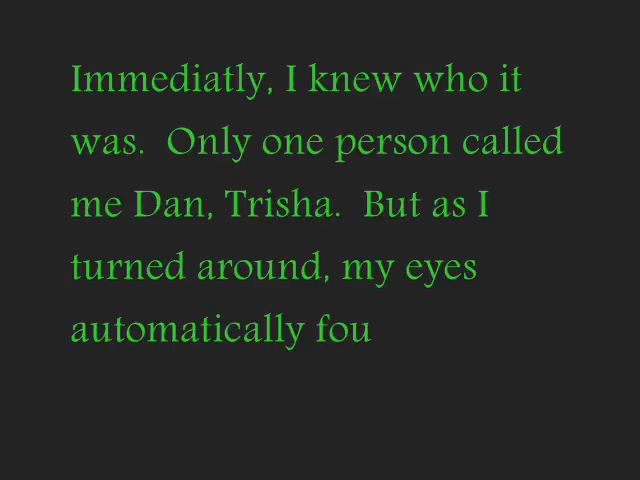 Immediatly, I knew who it
was.  Only one person called
me Dan, Trisha.  But as I
turned around, my eyes
automatically fou